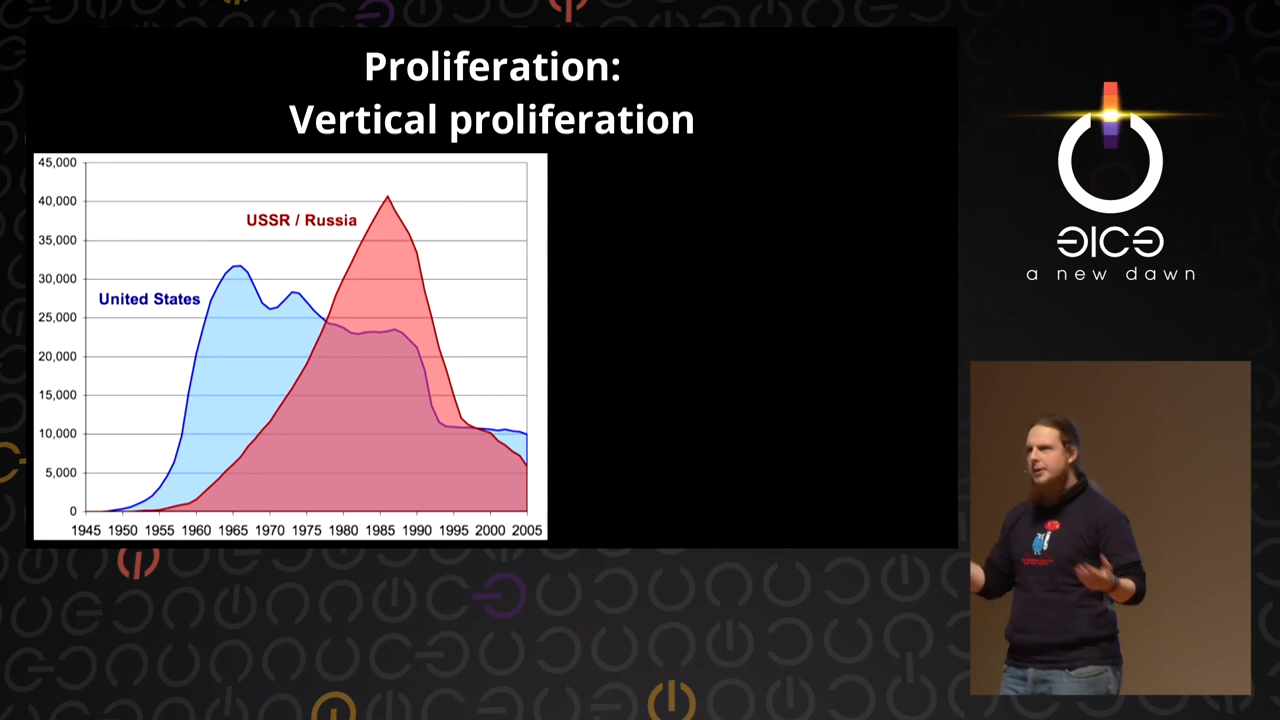 Proliferation:
Vertical proliferation
45,000
40,000
35,000
30,000
25,000
20,000
15,000
10,000
5,000
0
USSR / Russia
United States
1945 1950 1955 1960 1965 1970 1975 1980 1985 1990 1995 2000 2005
a new dawn